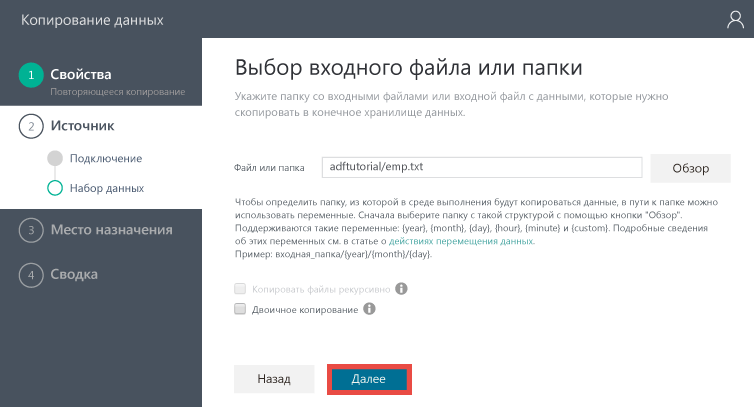 Копирование данных
1 Свойства
Повторяющееся копирование
2 Источник
Подключение
Набор данных
3 Место назначения
4 Сводка
Выбор входного файла или папки
Укажите папку со входными файлами или входной файл с данными, которые нужно
скопировать в конечное хранилище данных.
Файл или папка adftutorial/emp.txt Обзор
Чтобы определить папку, из которой в среде выполнения будут копироваться данные, в пути к папке можно
использовать переменные. Сначала выберите папку с такой структурой с помощью кнопки "Обзор".
Поддерживаются такие переменные: {year}, {month}, {day}, {hour}, {minute} и {custom}. Подробные сведения
об этих переменных см. в статье о действиях перемещения данных.
Пример: входная_папка/{year}/{month}/{day}.
Копировать файлы рекурсивно i
Двоичное копирование i
Назад Далее